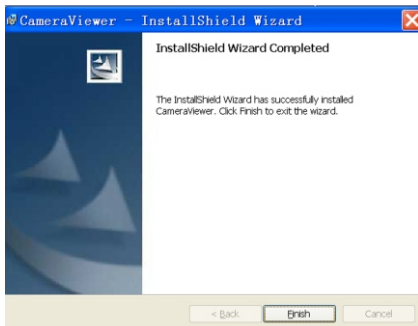 CameraViewer - InstallShield Wizard
InstallShield Wizard Completed
The InstallShield Wizard has successfully installed
CameraViewer. Click Finish to exit the wizard.
< Back
Finish
Cancel